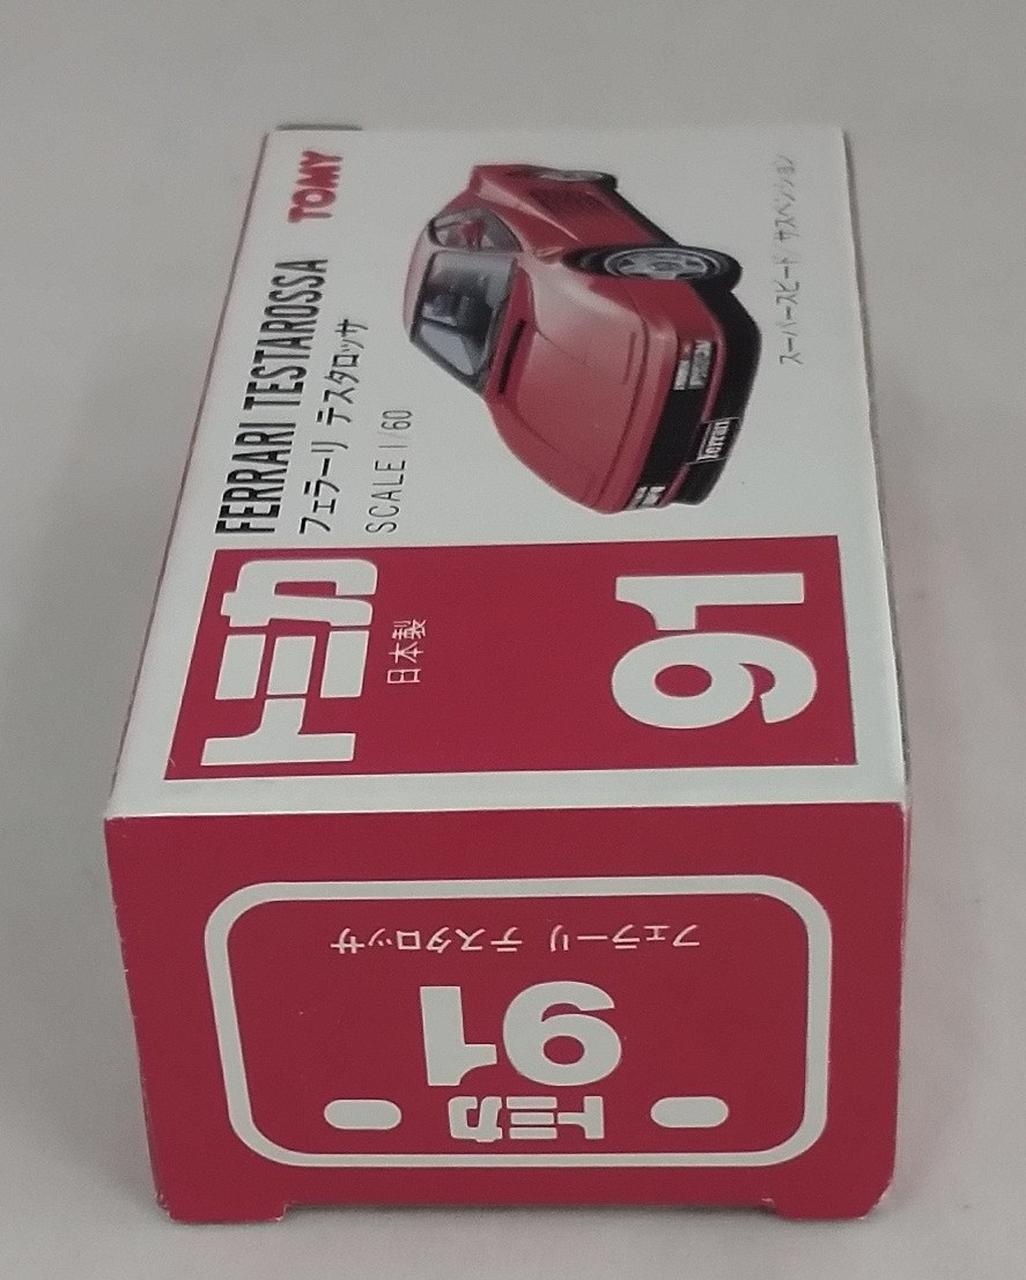 トミカ
日本製
91
FERRARI TESTAROSSA
フェラーリ テスタロッサ
SCALE 1/60
TOMY
Ferrari
スーパースピード サスペンション
トミカ
91
フェラーリ テスタロッサ